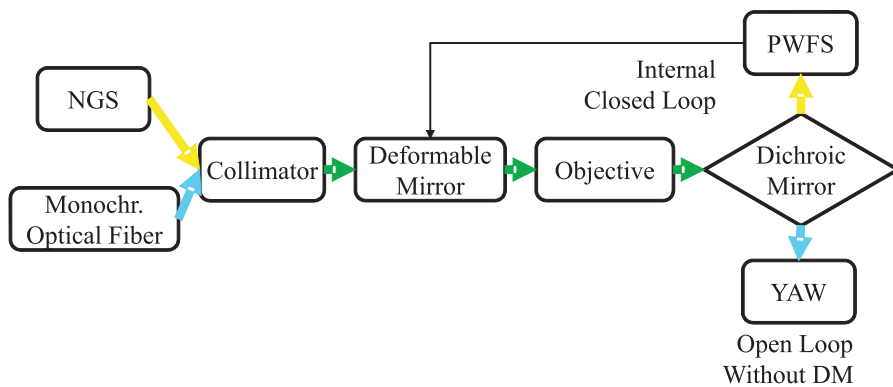 PWFS
Internal
Closed Loop
NGS
Collimator
Deformable
Mirror
Objective
Dichroic
Mirror
Monochr.
Optical Fiber
YAW
Open Loop
Without DM